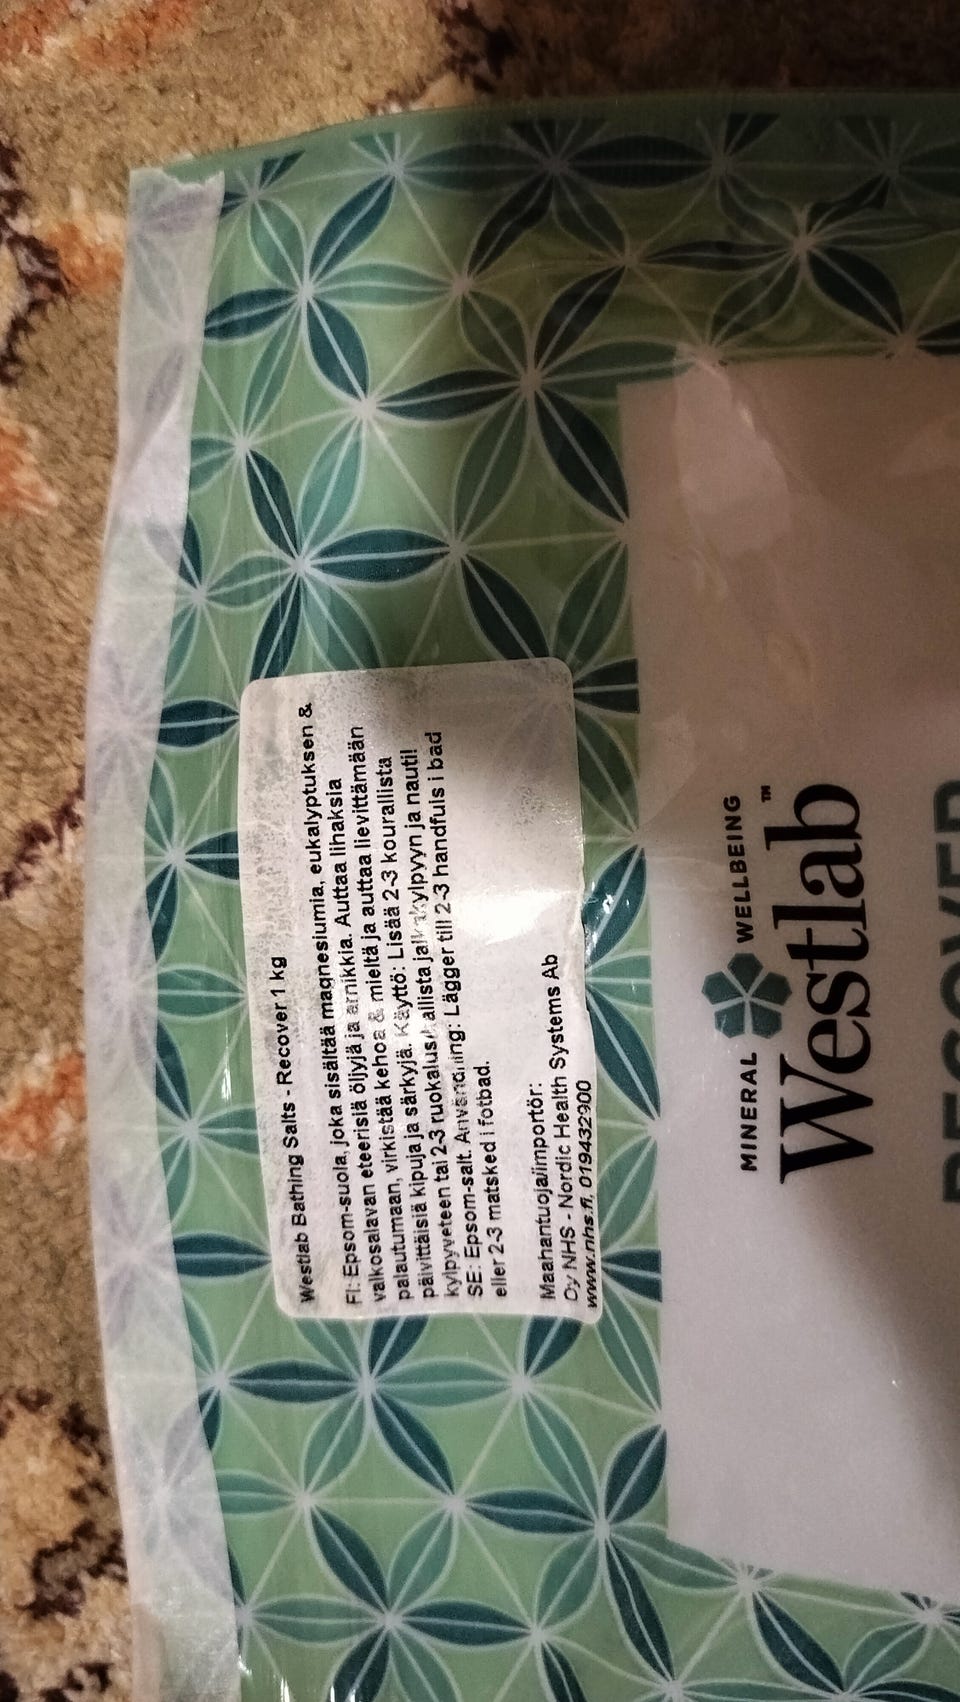 Westlab Bathing Salts - Recover 1 kg
FI: Epsom-suola, joka sisältää magnesiumia, eukalyptuksen &
valkosalavan eteerisiä öljyjä ja arnikkia. Auttaa lihaksia
palautumaan, virkistää kehoa & mieltä ja auttaa lievittämään
päivittäisiä kipuja ja särkyjä. Käyttö: Lisää 2-3 kourallista
kylpyveteen tai 2-3 ruokalusikallista jalkakylpyyn ja nauti!
SE: Epsom-salt. Användning: Lägger till 2-3 handfuls i bad
eller 2-3 matsked i fotbad.
Maahantuoja/importör:
Oy NHS - Nordic Health Systems Ab
www.nhs.fi, 019432900
MINERAL WELLBEING
Westlab™
RECOVER